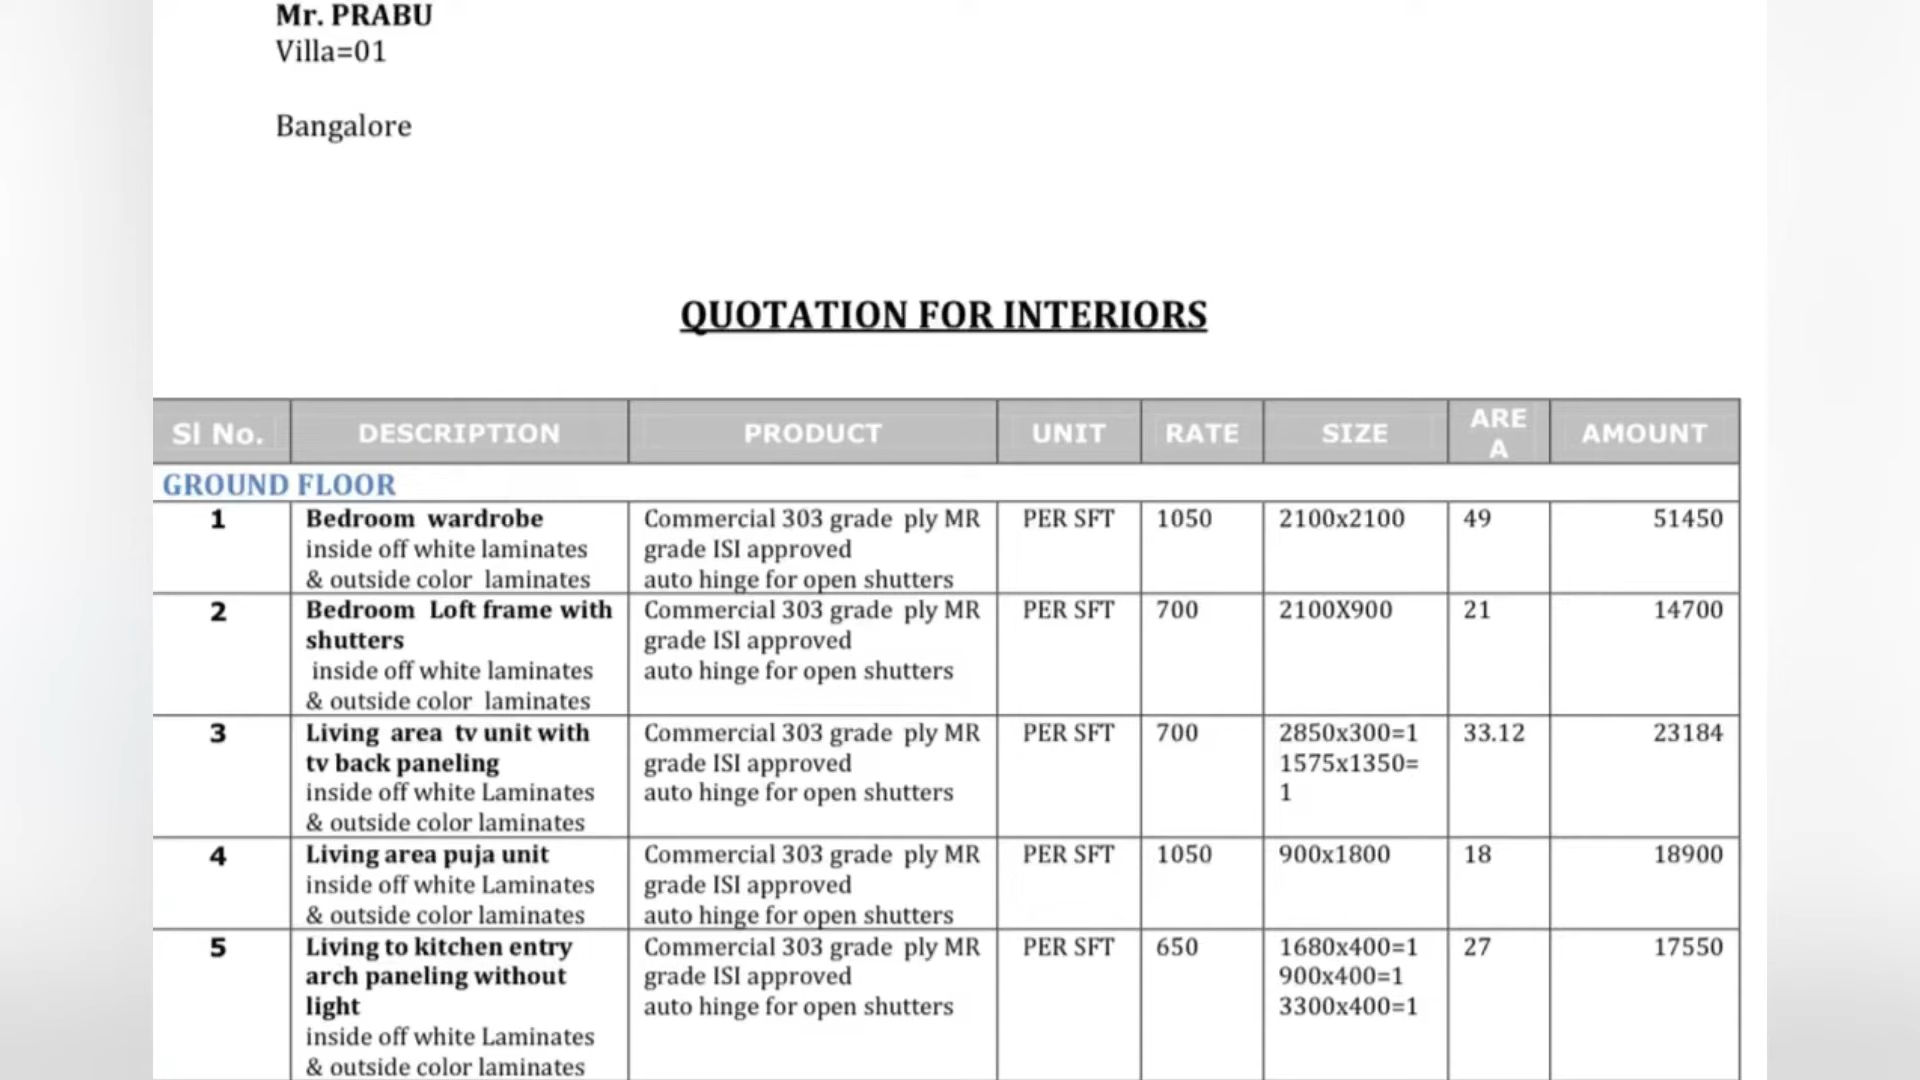 Mr. PRABU
Villa=01
Bangalore
QUOTATION FOR INTERIORS
Sl No. DESCRIPTION PRODUCT UNIT RATE SIZE ARE A AMOUNT
GROUND FLOOR
1 Bedroom wardrobe Commercial 303 grade ply MR PER SFT 1050 2100x2100 49 51450
inside off white laminates grade ISI approved
& outside color laminates auto hinge for open shutters
2 Bedroom Loft frame with Commercial 303 grade ply MR PER SFT 700 2100X900 21 14700
shutters grade ISI approved
inside off white laminates auto hinge for open shutters
& outside color laminates
3 Living area tv unit with Commercial 303 grade ply MR PER SFT 700 2850x300=1 33.12 23184
tv back paneling grade ISI approved 1575x1350=
inside off white Laminates auto hinge for open shutters 1
& outside color laminates
4 Living area puja unit Commercial 303 grade ply MR PER SFT 1050 900x1800 18 18900
inside off white Laminates grade ISI approved
& outside color laminates auto hinge for open shutters
5 Living to kitchen entry Commercial 303 grade ply MR PER SFT 650 1680x400=1 27 17550
arch paneling without grade ISI approved 900x400=1
light auto hinge for open shutters 3300x400=1
inside off white Laminates
& outside color laminates